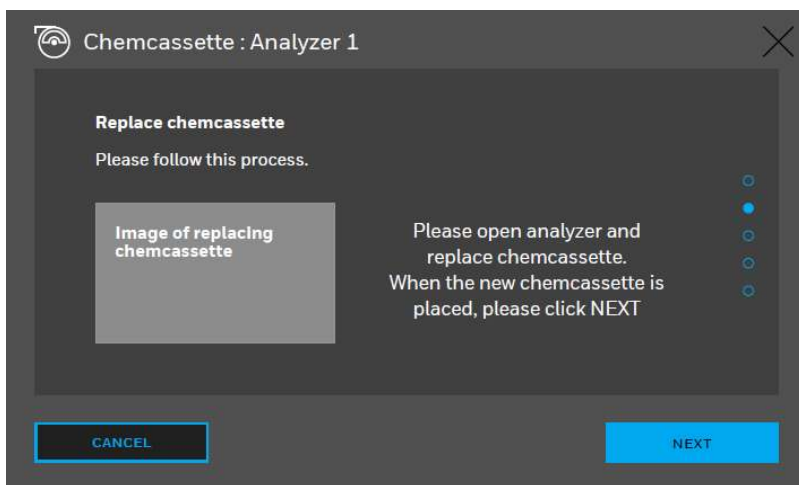 Chemcassette : Analyzer 1
Replace chemcassette
Please follow this process.
Image of replacing
chemcassette
Please open analyzer and
replace chemcassette.
When the new chemcassette is
placed, please click NEXT
CANCEL
NEXT